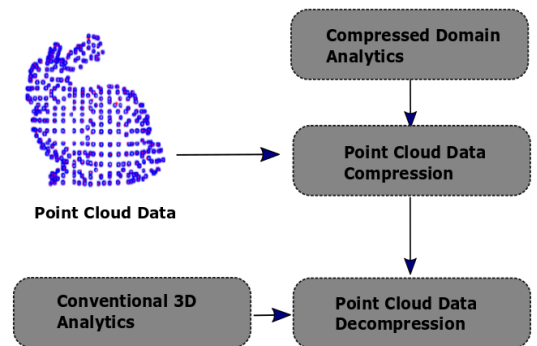 Compressed Domain
Analytics
Point Cloud Data
Compression
Point Cloud Data
Conventional 3D
Analytics
Point Cloud Data
Decompression